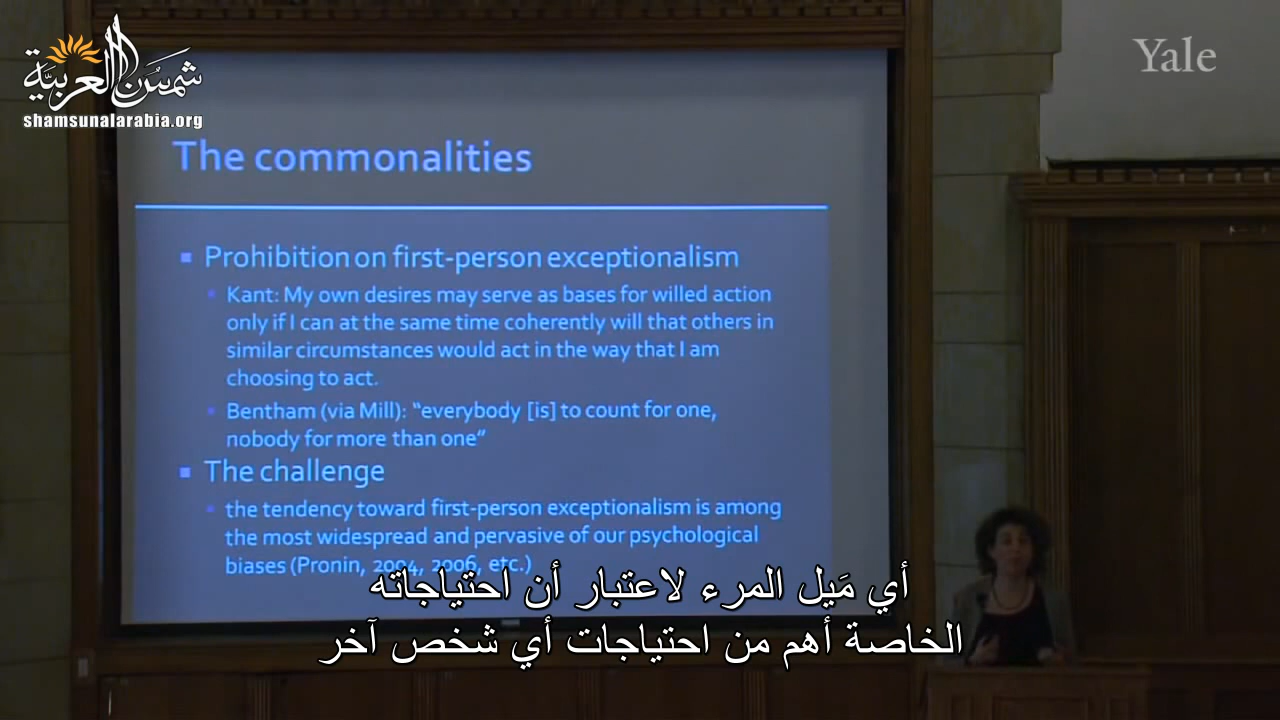 شمس العربية
shamsunalarabia.org
Yale
The commonalities
Prohibition on first-person exceptionalism
Kant: My own desires may serve as bases for willed action
only if I can at the same time coherently will that others in
similar circumstances would act in the way that I am
choosing to act.
Bentham (via Mill): “everybody [is] to count for one,
nobody for more than one”
The challenge
the tendency toward first-person exceptionalism is among
the most widespread and pervasive of our psychological
biases (Pronin, 2004, 2006, etc.)
أي مَيل المرء لاعتبار أن احتياجاته
الخاصة أهم من احتياجات أي شخص آخر